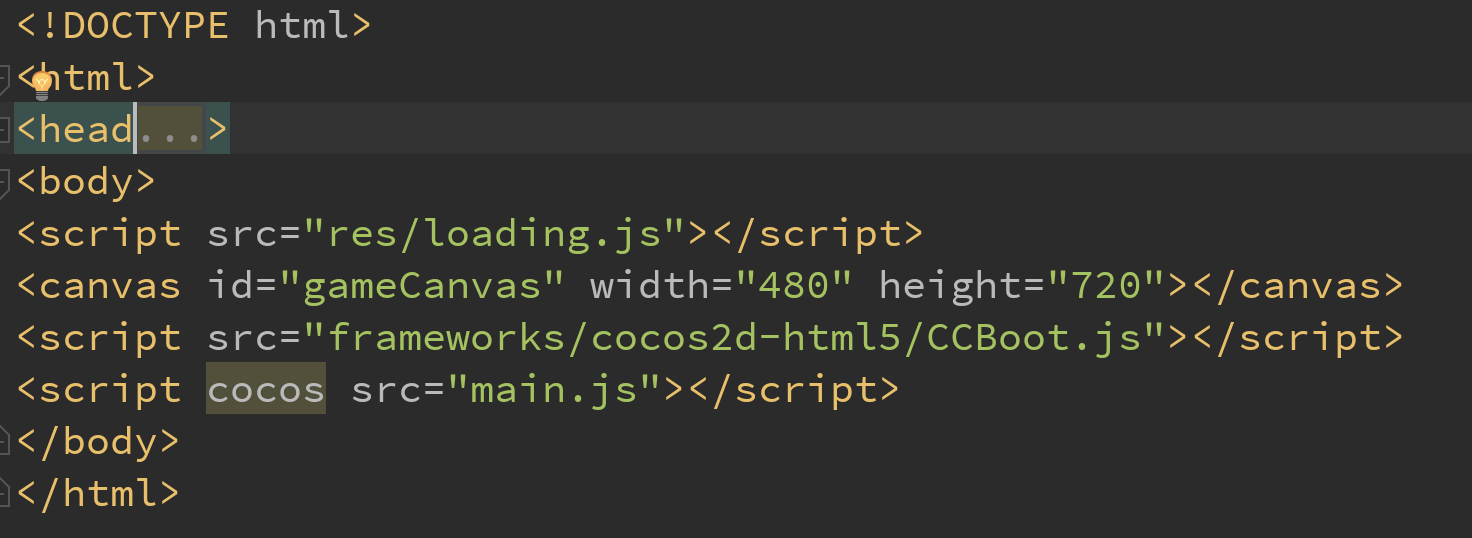 <!DOCTYPE html>
<html>
<head...>
<body>
<script src="res/loading.js"></script>
<canvas id="gameCanvas" width="480" height="720"></canvas>
<script src="frameworks/cocos2d-html5/CCBoot.js"></script>
<script cocos src="main.js"></script>
</body>
</html>